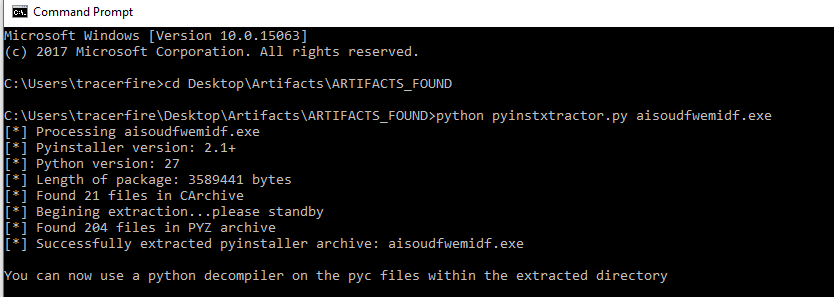 Command Prompt
Microsoft Windows [Version 10.0.15063]
(c) 2017 Microsoft Corporation. All rights reserved.
C:\Users\tracerfire>cd Desktop\Artifacts\ARTIFACTS_FOUND
C:\Users\tracerfire\Desktop\Artifacts\ARTIFACTS_FOUND>python pyinstxtractor.py aisoudfwemidf.exe
[*] Processing aisoudfwemidf.exe
[*] Pyinstaller version: 2.1+
[*] Python version: 27
[*] Length of package: 3589441 bytes
[*] Found 21 files in CArchive
[*] Begining extraction...please standby
[*] Found 204 files in PYZ archive
[*] Successfully extracted pyinstaller archive: aisoudfwemidf.exe
You can now use a python decompiler on the pyc files within the extracted directory